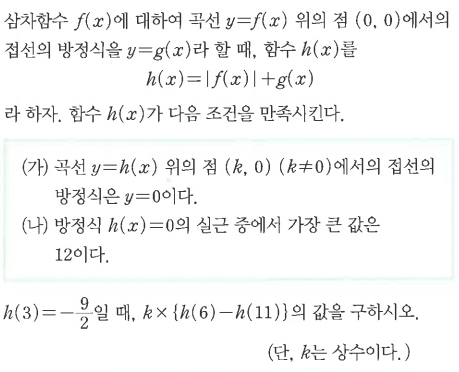 삼차함수 f(x)에 대하여 곡선 y=f(x) 위의 점 (0, 0)에서의
접선의 방정식을 y=g(x)라 할 때, 함수 h(x)를
h(x)=|f(x)|+g(x)
라 하자. 함수 h(x)가 다음 조건을 만족시킨다.
(가) 곡선 y=h(x) 위의 점 (k, 0) (k≠0)에서의 접선의
방정식은 y=0이다.
(나) 방정식 h(x)=0의 실근 중에서 가장 큰 값은
12이다.
h(3)=-9/2일 때, k×{h(6)-h(11)}의 값을 구하시오.
(단, k는 상수이다.)